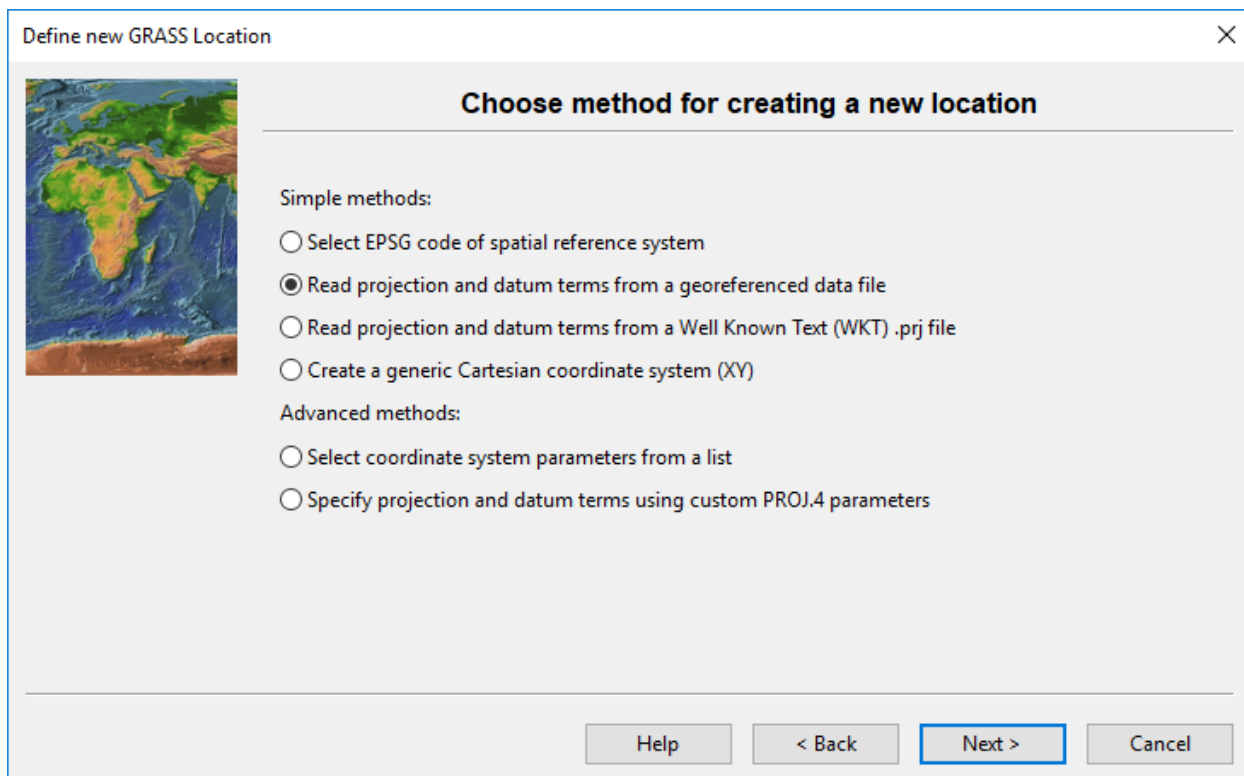 Define new GRASS Location
Choose method for creating a new location
Simple methods:
Select EPSG code of spatial reference system
Read projection and datum terms from a georeferenced data file
Read projection and datum terms from a Well Known Text (WKT) .prj file
Create a generic Cartesian coordinate system (XY)
Advanced methods:
Select coordinate system parameters from a list
Specify projection and datum terms using custom PROJ.4 parameters
Help
< Back
Next >
Cancel